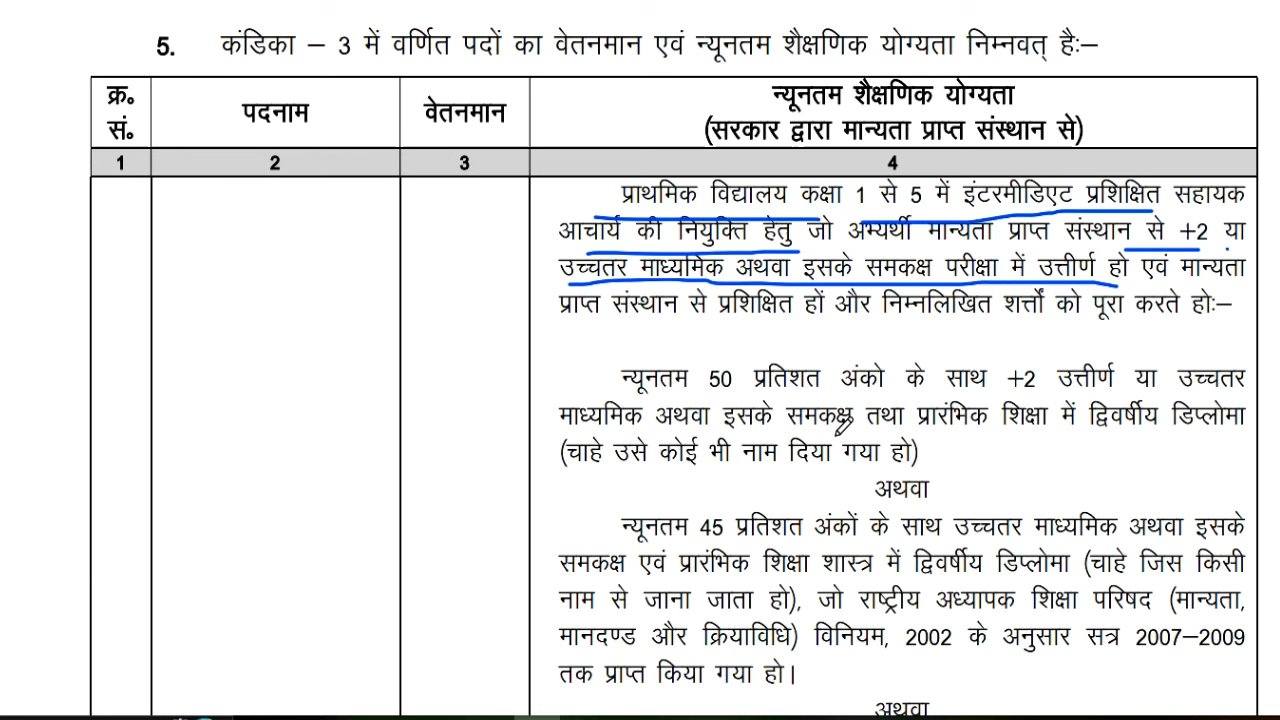 5. कंडिका – 3 में वर्णित पदों का वेतनमान एवं न्यूनतम शैक्षणिक योग्यता निम्नवत् हैः–
क्र॰ सं॰
पदनाम
वेतनमान
न्यूनतम शैक्षणिक योग्यता
(सरकार द्वारा मान्यता प्राप्त संस्थान से)
1 2 3 4
प्राथमिक विद्यालय कक्षा 1 से 5 में इंटरमीडिएट प्रशिक्षित सहायक
आचार्य की नियुक्ति हेतु जो अभ्यर्थी मान्यता प्राप्त संस्थान से +2 या
उच्चतर माध्यमिक अथवा इसके समकक्ष परीक्षा में उत्तीर्ण हो एवं मान्यता
प्राप्त संस्थान से प्रशिक्षित हों और निम्नलिखित शर्त्तों को पूरा करते होः–
न्यूनतम 50 प्रतिशत अंको के साथ +2 उत्तीर्ण या उच्चतर
माध्यमिक अथवा इसके समकक्ष तथा प्रारंभिक शिक्षा में द्विवर्षीय डिप्लोमा
(चाहे उसे कोई भी नाम दिया गया हो)
अथवा
न्यूनतम 45 प्रतिशत अंकों के साथ उच्चतर माध्यमिक अथवा इसके
समकक्ष एवं प्रारंभिक शिक्षा शास्त्र में द्विवर्षीय डिप्लोमा (चाहे जिस किसी
नाम से जाना जाता हो), जो राष्ट्रीय अध्यापक शिक्षा परिषद (मान्यता,
मानदण्ड और क्रियाविधि) विनियम, 2002 के अनुसार सत्र 2007–2009
तक प्राप्त किया गया हो।
अथवा